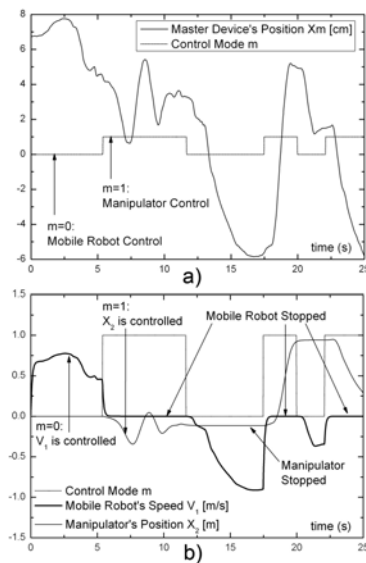 8
6
4
2
0
-2
-4
-6
Master Device's Position Xm [cm]
Control Mode m
m=1:
Manipulator Control
m=0:
Mobile Robot Control
time (s)
0 5 10 15 20 25
a)
1.0
0.5
0.0
-0.5
-1.0
-1.5
m=1:
X2 is controlled
Mobile Robot Stopped
m=0:
V1 is controlled
Manipulator
Stopped
Control Mode m
Mobile Robot's Speed V1 [m/s]
Manipulator's Position X2 [m]
time (s)
0 5 10 15 20 25
b)